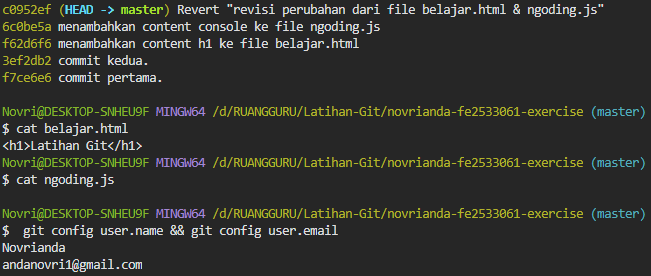 c0952ef (HEAD -> master) Revert "revisi perubahan dari file belajar.html & ngoding.js"
6c0be5a menambahkan content console ke file ngoding.js
f62d6f6 menambahkan content h1 ke file belajar.html
3ef2db2 commit kedua.
f7ce6e6 commit pertama.
Novri@DESKTOP-SNHEU9F MINGW64 /d/RUANGGURU/Latihan-Git/novrianda-fe2533061-exercise (master)
$ cat belajar.html
<h1>Latihan Git</h1>
Novri@DESKTOP-SNHEU9F MINGW64 /d/RUANGGURU/Latihan-Git/novrianda-fe2533061-exercise (master)
$ cat ngoding.js
Novri@DESKTOP-SNHEU9F MINGW64 /d/RUANGGURU/Latihan-Git/novrianda-fe2533061-exercise (master)
$  git config user.name && git config user.email
Novrianda
andanovri1@gmail.com